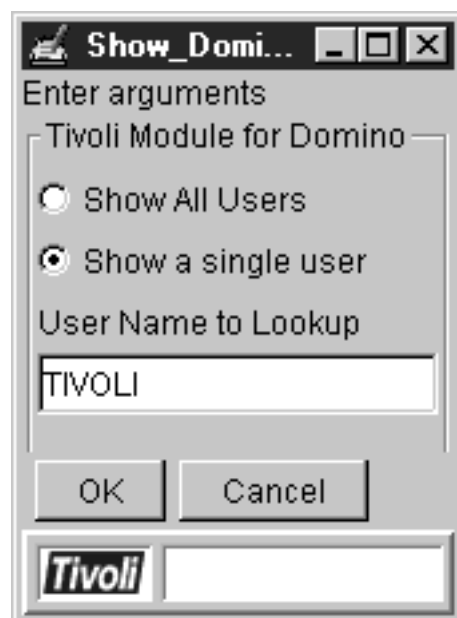 Show_Domi...
Enter arguments
Tivoli Module for Domino
Show All Users
Show a single user
User Name to Lookup
TIVOLI
OK Cancel
Tivoli